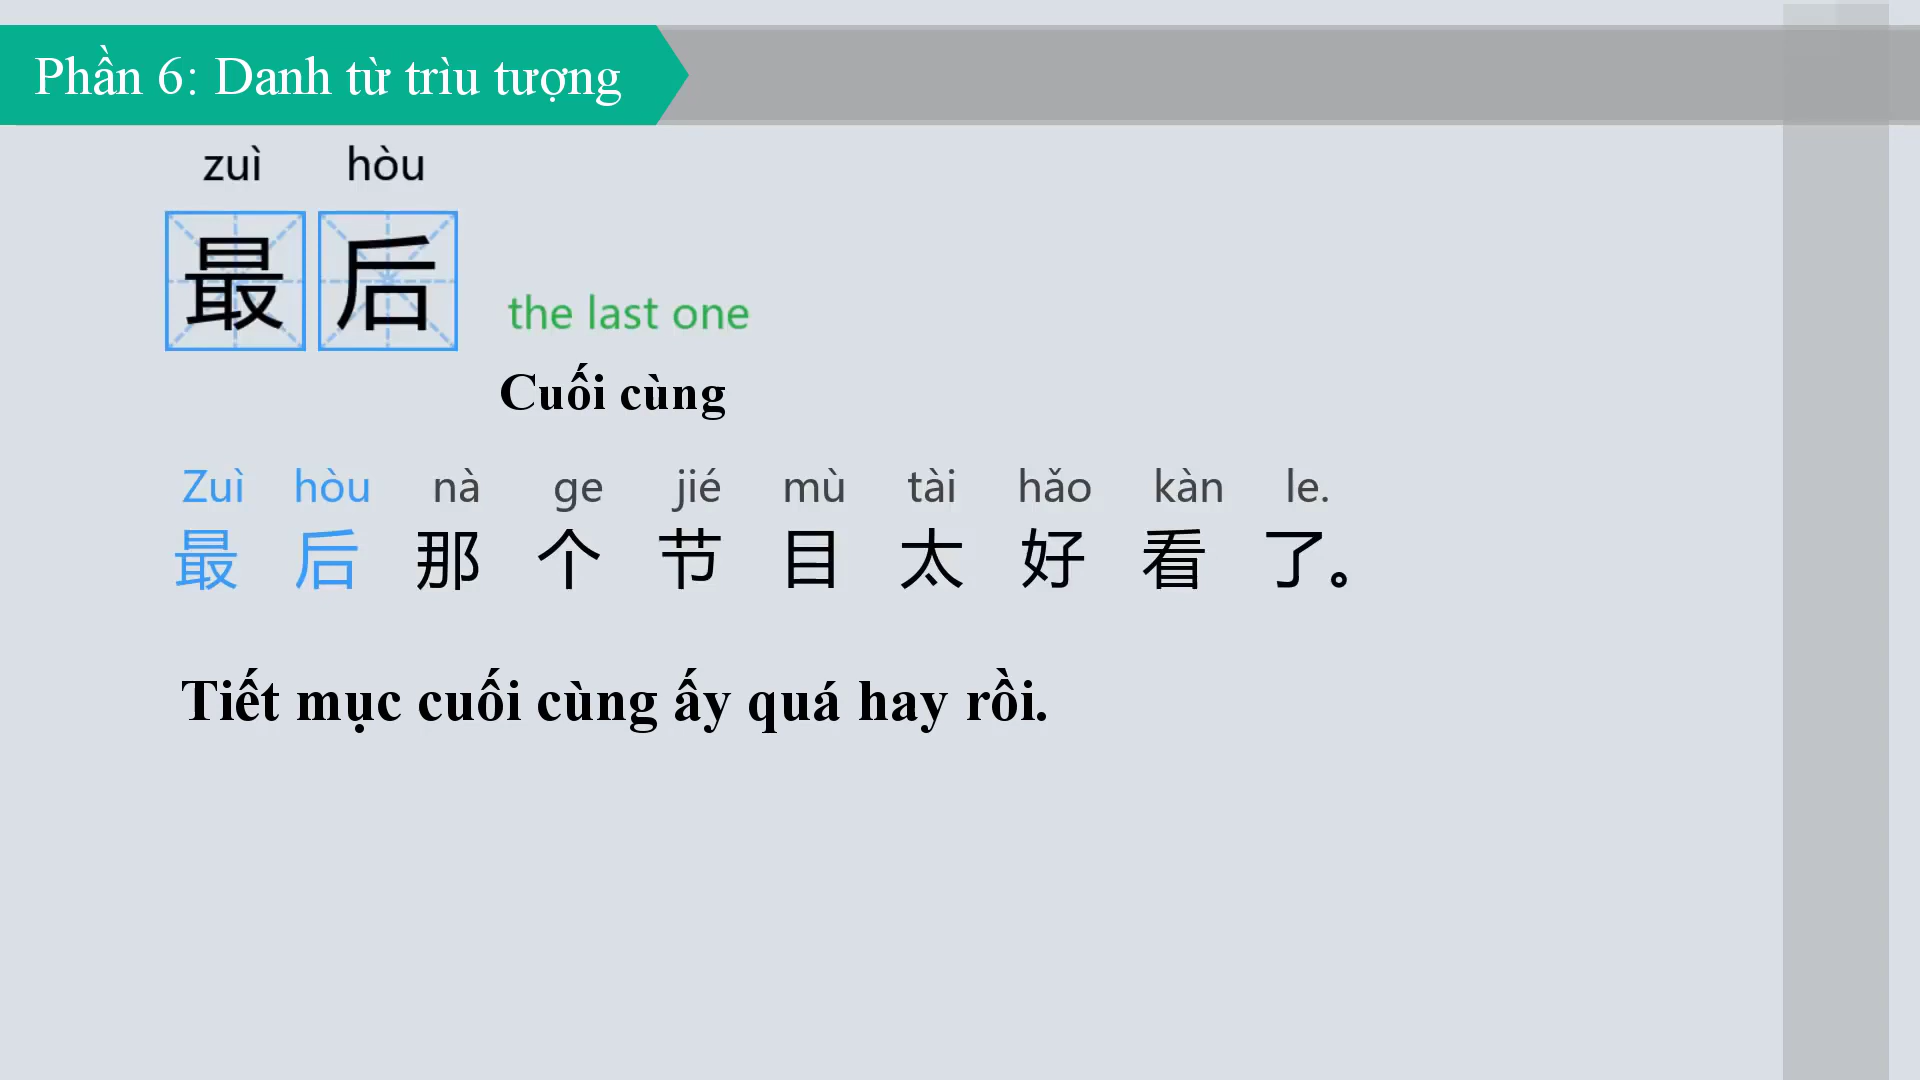 Phần 6: Danh từ trìu tượng
zuì hòu
最后
the last one
Cuối cùng
Zuì hòu nà ge jié mù tài hǎo kàn le.
最后那个节目太好看了。
Tiết mục cuối cùng ấy quá hay rồi.